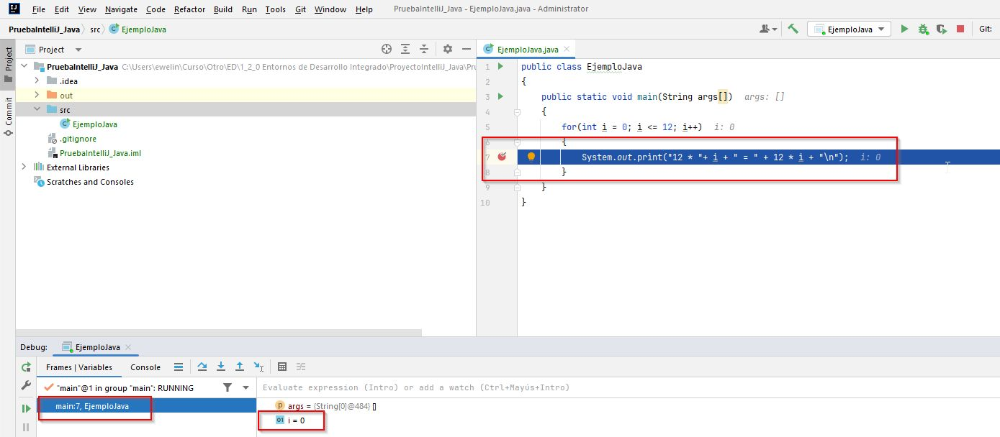 IJ File Edit View Navigate Code Refactor Build Run Tools Git Window Help PruebaIntelliJ_Java - EjemploJava.java - Administrator
PruebaIntelliJ_Java src EjemploJava EjemploJava Git:
Project
Commit
Project
EjemploJava.java
PruebaIntelliJ_Java C:\Users\ewelin\Curso\Otro\ED\1_2_0 Entornos de Desarrollo Integrado\ProyectoIntelliJ_Java\Pru
.idea
out
src
EjemploJava
.gitignore
PruebaIntelliJ_Java.iml
External Libraries
Scratches and Consoles
1 public class EjemploJava
2 {
3 public static void main(String args[]) args: []
4 {
5 for(int i = 0; i <= 12; i++) i: 0
6 {
7 System.out.print("12 * "+ i + " = " + 12 * i + "\n"); i: 0
8 }
9 }
10 }
Debug: EjemploJava
Frames | Variables Console
"main"@1 in group "main": RUNNING
Evaluate expression (Intro) or add a watch (Ctrl+Mayús+Intro)
main:7, EjemploJava
p args = {String[0]@484} []
01 i = 0